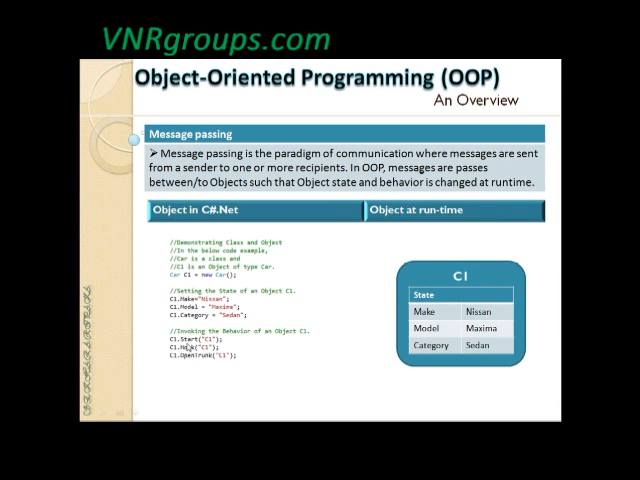 VNRgroups.com
Object-Oriented Programming (OOP)
An Overview
Message passing
➢ Message passing is the paradigm of communication where messages are sent
from a sender to one or more recipients. In OOP, messages are passes
between/to Objects such that Object state and behavior is changed at runtime.
Object in C#.Net
Object at run-time
//Demonstrating Class and Object
//In the below code example,
//Car is a class and
//C1 is an Object of type Car.
Car C1 = new Car();
//Setting the State of an Object C1.
C1.Make="Nissan";
C1.Model = "Maxima";
C1.Category = "Sedan";
//Invoking the Behavior of an Object C1.
C1.Start("C1");
C1.Honk("C1");
C1.OpenTrunk("C1");
C1
State
Make Nissan
Model Maxima
Category Sedan